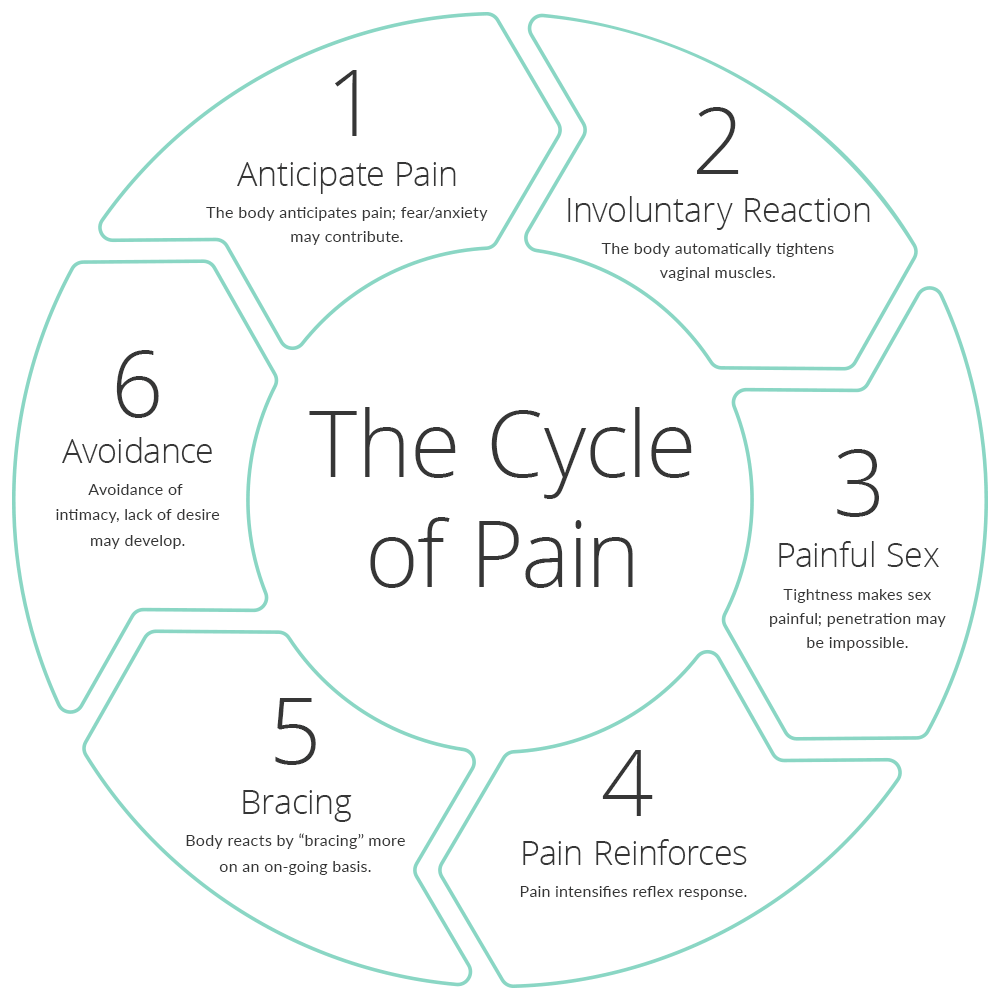 The Cycle
of Pain
1
Anticipate Pain
The body anticipates pain; fear/anxiety
may contribute.
2
Involuntary Reaction
The body automatically tightens
vaginal muscles.
3
Painful Sex
Tightness makes sex
painful; penetration may
be impossible.
4
Pain Reinforces
Pain intensifies reflex response.
5
Bracing
Body reacts by “bracing” more
on an on-going basis.
6
Avoidance
Avoidance of
intimacy, lack of desire
may develop.